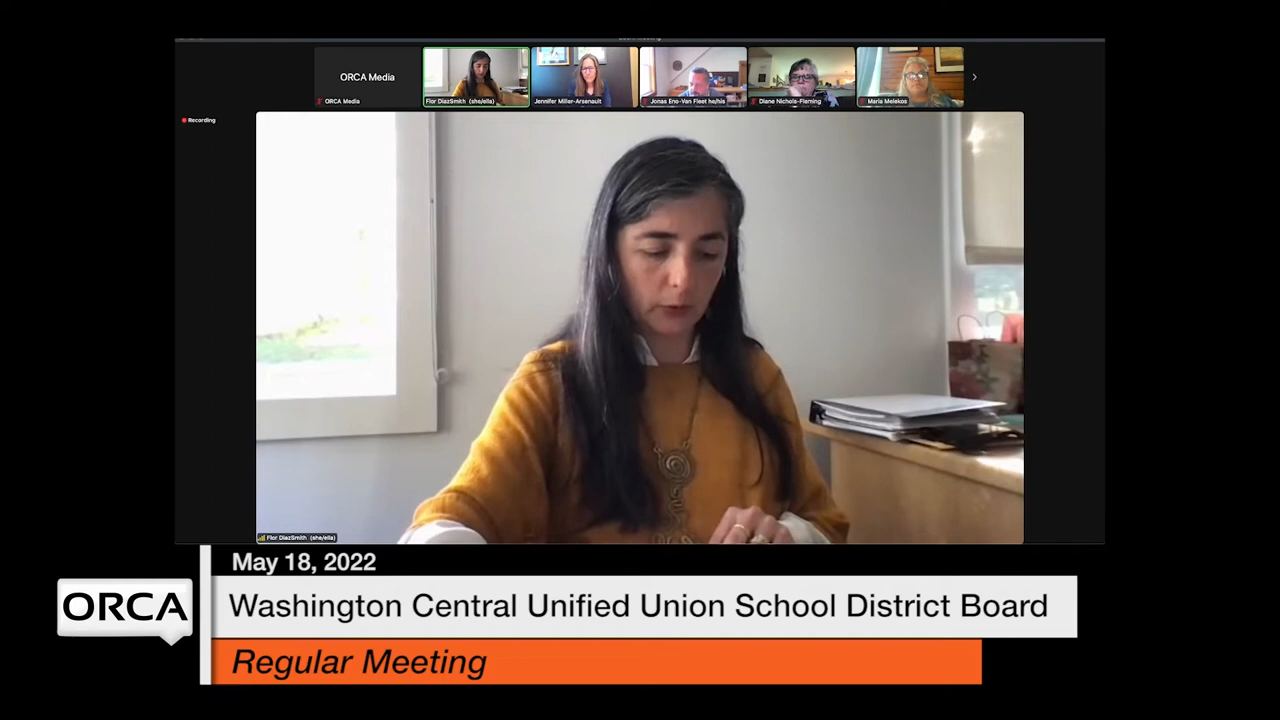 ORCA Media
ORCA Media
Flor DiazSmith (she/ella)
Jennifer Miller-Arsenault
Jonas Eno-Van Fleet he/his
Diane Nichols-Fleming
Maria Melekos
Recording
Flor DiazSmith (she/ella)
May 18, 2022
ORCA
Washington Central Unified Union School District Board
Regular Meeting